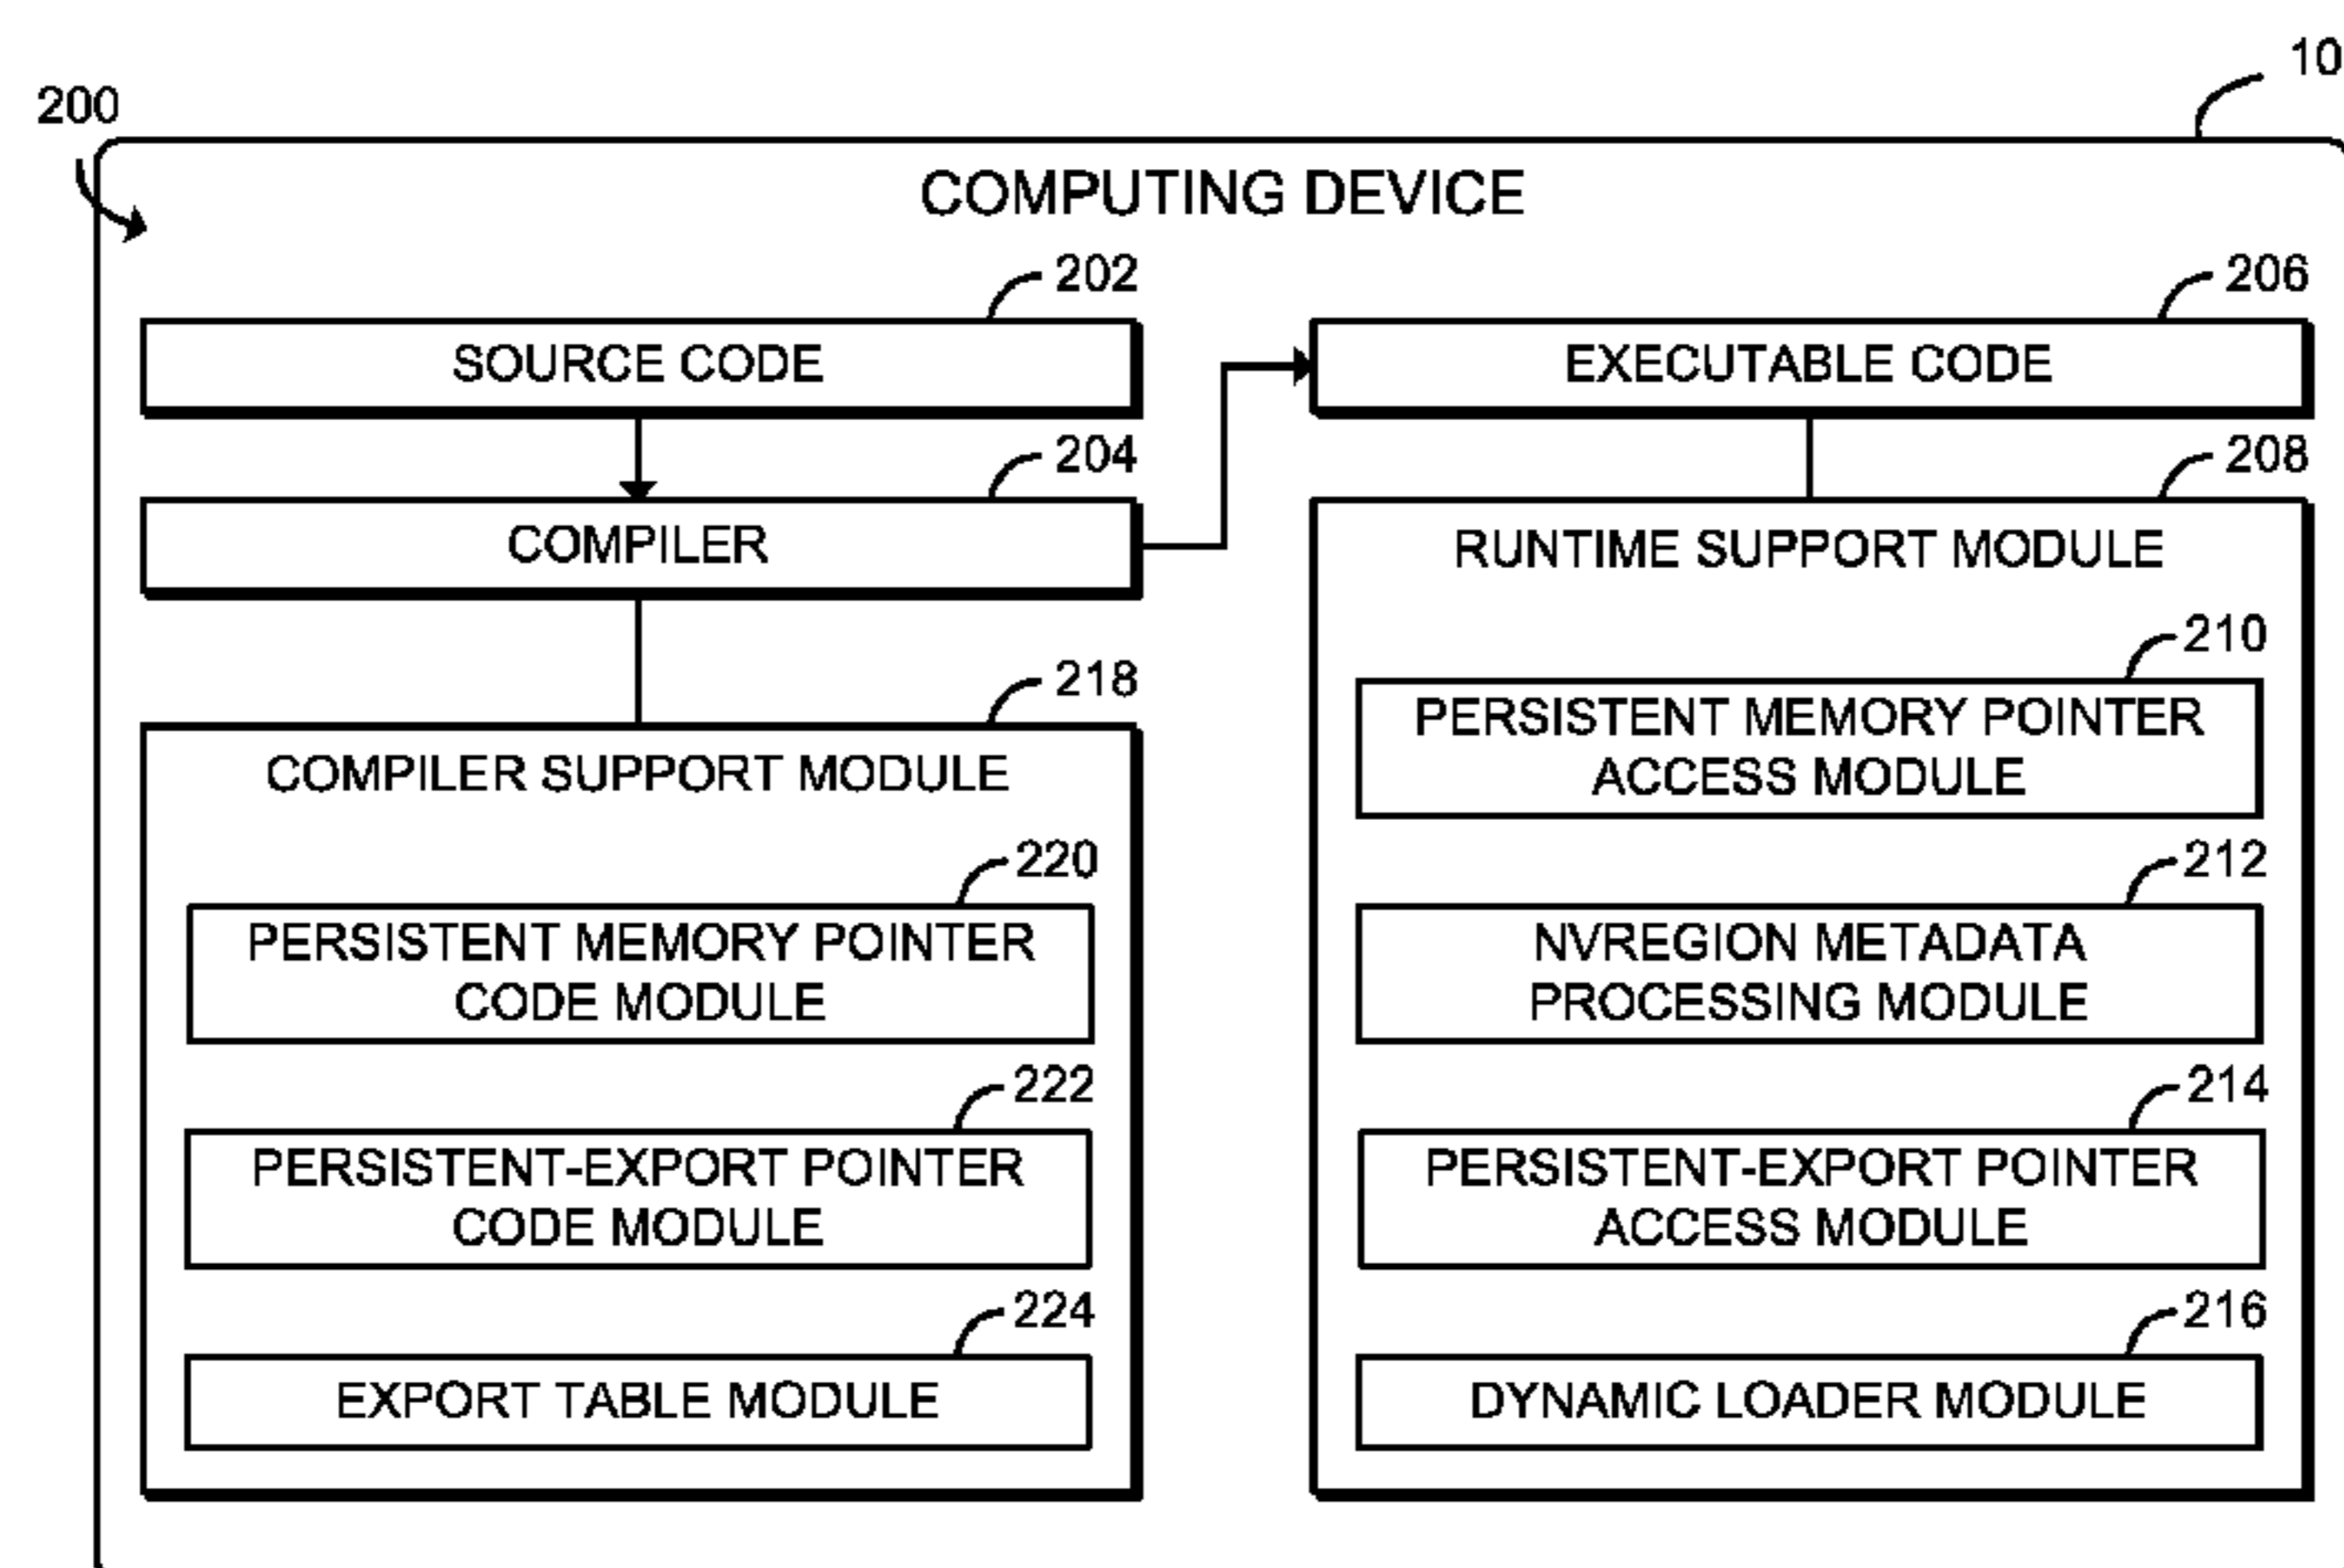 10
200
COMPUTING DEVICE
202
SOURCE CODE
204
COMPILER
218
COMPILER SUPPORT MODULE
220
PERSISTENT MEMORY POINTER
CODE MODULE
222
PERSISTENT-EXPORT POINTER
CODE MODULE
224
EXPORT TABLE MODULE
206
EXECUTABLE CODE
208
RUNTIME SUPPORT MODULE
210
PERSISTENT MEMORY POINTER
ACCESS MODULE
212
NVREGION METADATA
PROCESSING MODULE
214
PERSISTENT-EXPORT POINTER
ACCESS MODULE
216
DYNAMIC LOADER MODULE